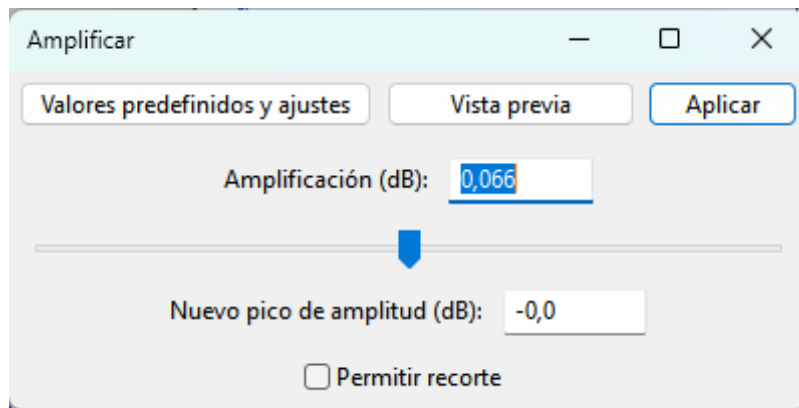 Amplificar
Valores predefinidos y ajustes Vista previa Aplicar
Amplificación (dB): 0,066
Nuevo pico de amplitud (dB): -0,0
Permitir recorte